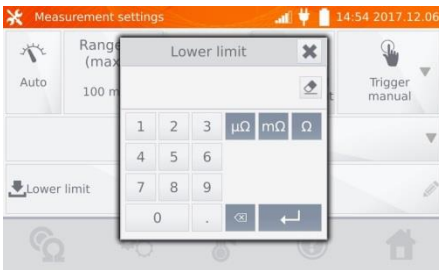 Measurement settings 14:54 2017.12.06
Auto
Range
(max
100 m
Lower limit
Trigger
manual
1 2 3 µΩ mΩ Ω
4 5 6
7 8 9
0 .
Lower limit